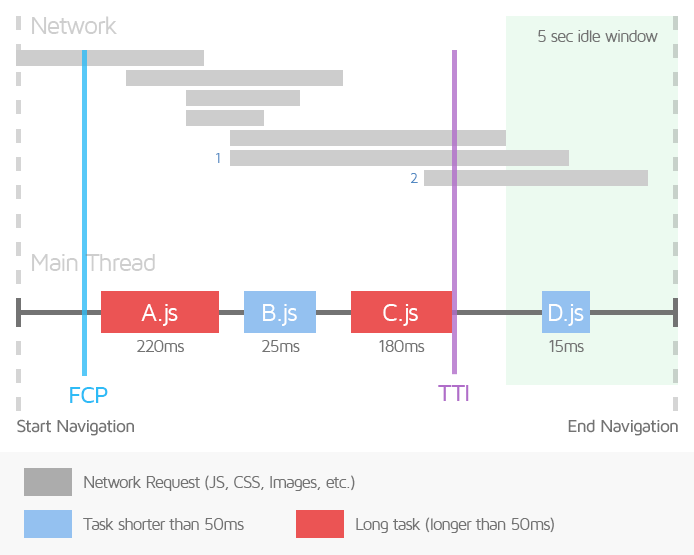 Network
5 sec idle window
1
2
Main Thread
A.js
B.js
C.js
D.js
220ms
25ms
180ms
15ms
FCP
TTI
Start Navigation
End Navigation
Network Request (JS, CSS, Images, etc.)
Task shorter than 50ms
Long task (longer than 50ms)